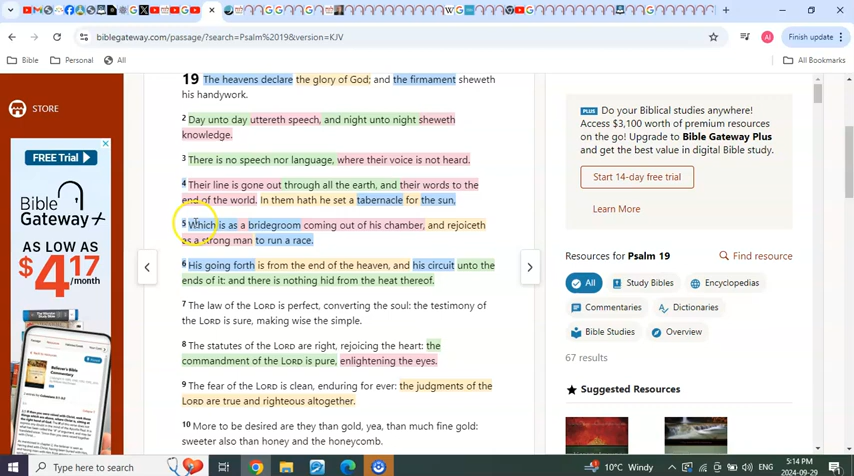 Finish update
biblegateway.com/passage/?search=Psalm%2019&version=KJV
AI
Bible
Personal
All
All Bookmarks
STORE
FREE Trial
Bible
Gateway+
AS LOW AS
$4.17
/month
19 The heavens declare the glory of God; and the firmament sheweth
his handywork.
2 Day unto day uttereth speech, and night unto night sheweth
knowledge.
3 There is no speech nor language, where their voice is not heard.
4 Their line is gone out through all the earth, and their words to the
end of the world. In them hath he set a tabernacle for the sun,
5 Which is as a bridegroom coming out of his chamber, and rejoiceth
as a strong man to run a race.
6 His going forth is from the end of the heaven, and his circuit unto the
ends of it: and there is nothing hid from the heat thereof.
7 The law of the LORD is perfect, converting the soul: the testimony of
the LORD is sure, making wise the simple.
8 The statutes of the LORD are right, rejoicing the heart: the
commandment of the LORD is pure, enlightening the eyes.
9 The fear of the LORD is clean, enduring for ever: the judgments of the
LORD are true and righteous altogether.
10 More to be desired are they than gold, yea, than much fine gold:
sweeter also than honey and the honeycomb.
PLUS Do your Biblical studies anywhere!
Access $3,100 worth of premium resources
on the go! Upgrade to Bible Gateway Plus
and get the best value in digital Bible study.
Start 14-day free trial
Learn More
Resources for Psalm 19
Find resource
All
Study Bibles
Encyclopedias
Commentaries
Dictionaries
Bible Studies
Overview
67 results
Suggested Resources
Type here to search
10°C Windy
ENG
5:14 PM
2024-09-29